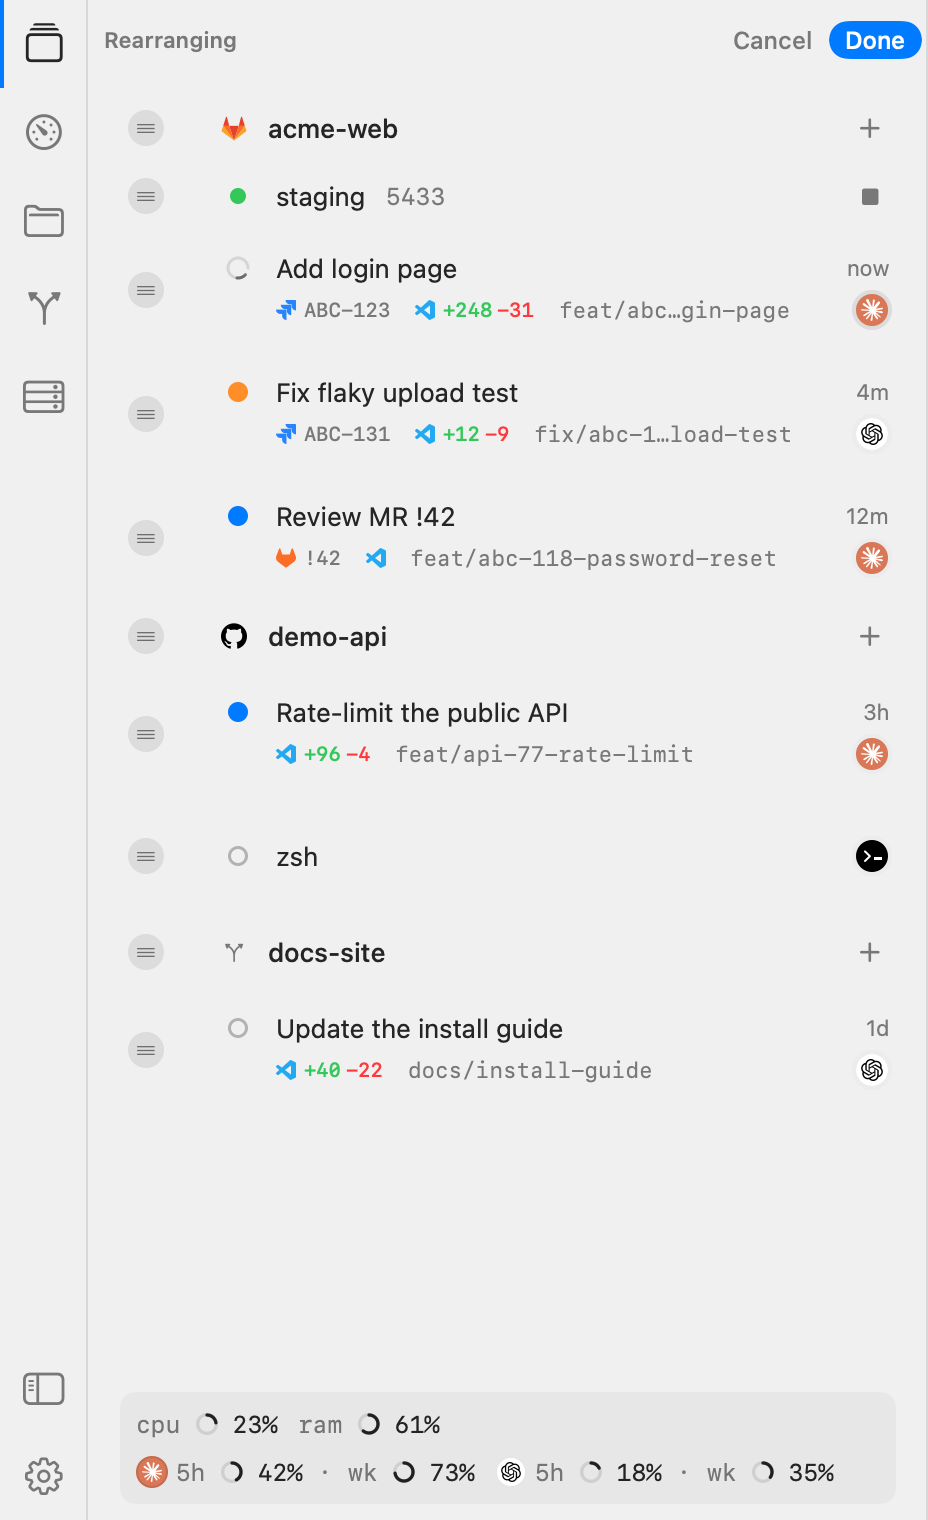 Rearranging Cancel Done
acme-web
staging 5433
Add login page now
ABC-123 +248 -31 feat/abc…gin-page
Fix flaky upload test 4m
ABC-131 +12 -9 fix/abc-1…load-test
Review MR !42 12m
!42 feat/abc-118-password-reset
demo-api
Rate-limit the public API 3h
+96 -4 feat/api-77-rate-limit
zsh
docs-site
Update the install guide 1d
+40 -22 docs/install-guide
cpu 23% ram 61%
5h 42% · wk 73% 5h 18% · wk 35%